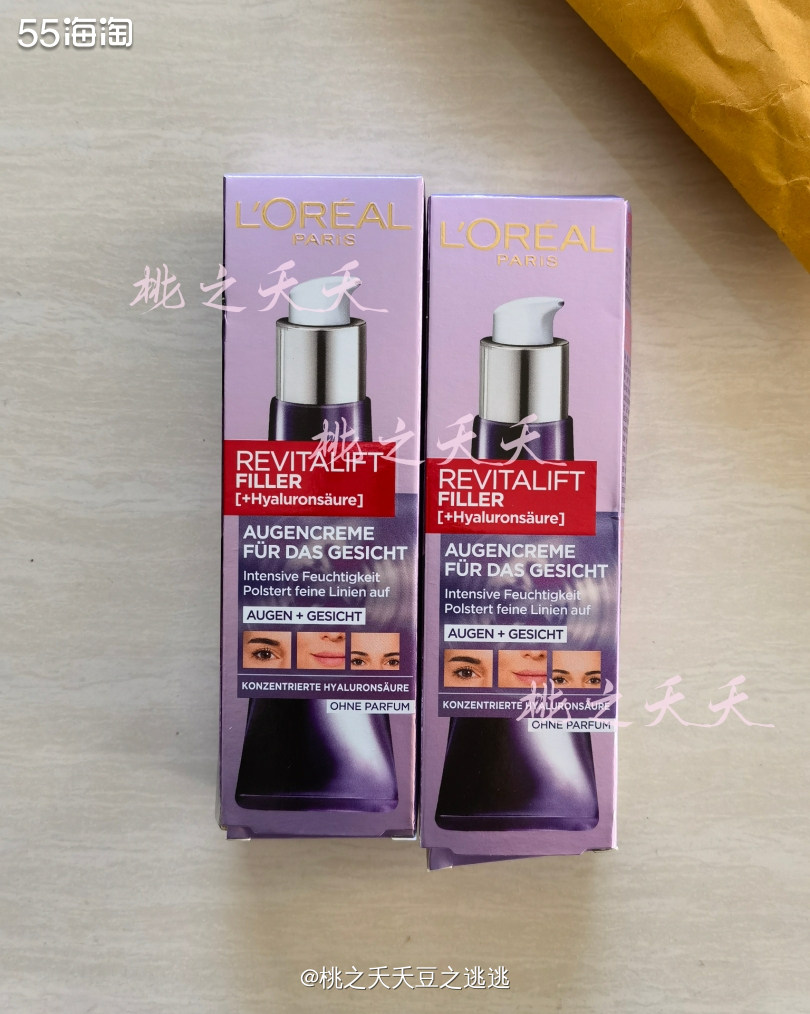 55海淘
L'ORÉAL
PARIS
REVITALIFT
FILLER
[+Hyaluronsäure]
AUGENCREME
FÜR DAS GESICHT
Intensive Feuchtigkeit
Polstert feine Linien auf
AUGEN + GESICHT
KONZENTRIERTE HYALURONSÄURE
OHNE PARFUM
L'ORÉAL
PARIS
REVITALIFT
FILLER
[+Hyaluronsäure]
AUGENCREME
FÜR DAS GESICHT
Intensive Feuchtigkeit
Polstert feine Linien auf
AUGEN + GESICHT
KONZENTRIERTE HYALURONSÄURE
OHNE PARFUM
桃之夭夭
桃之夭夭
桃之夭夭
@桃之夭夭豆之逃逃